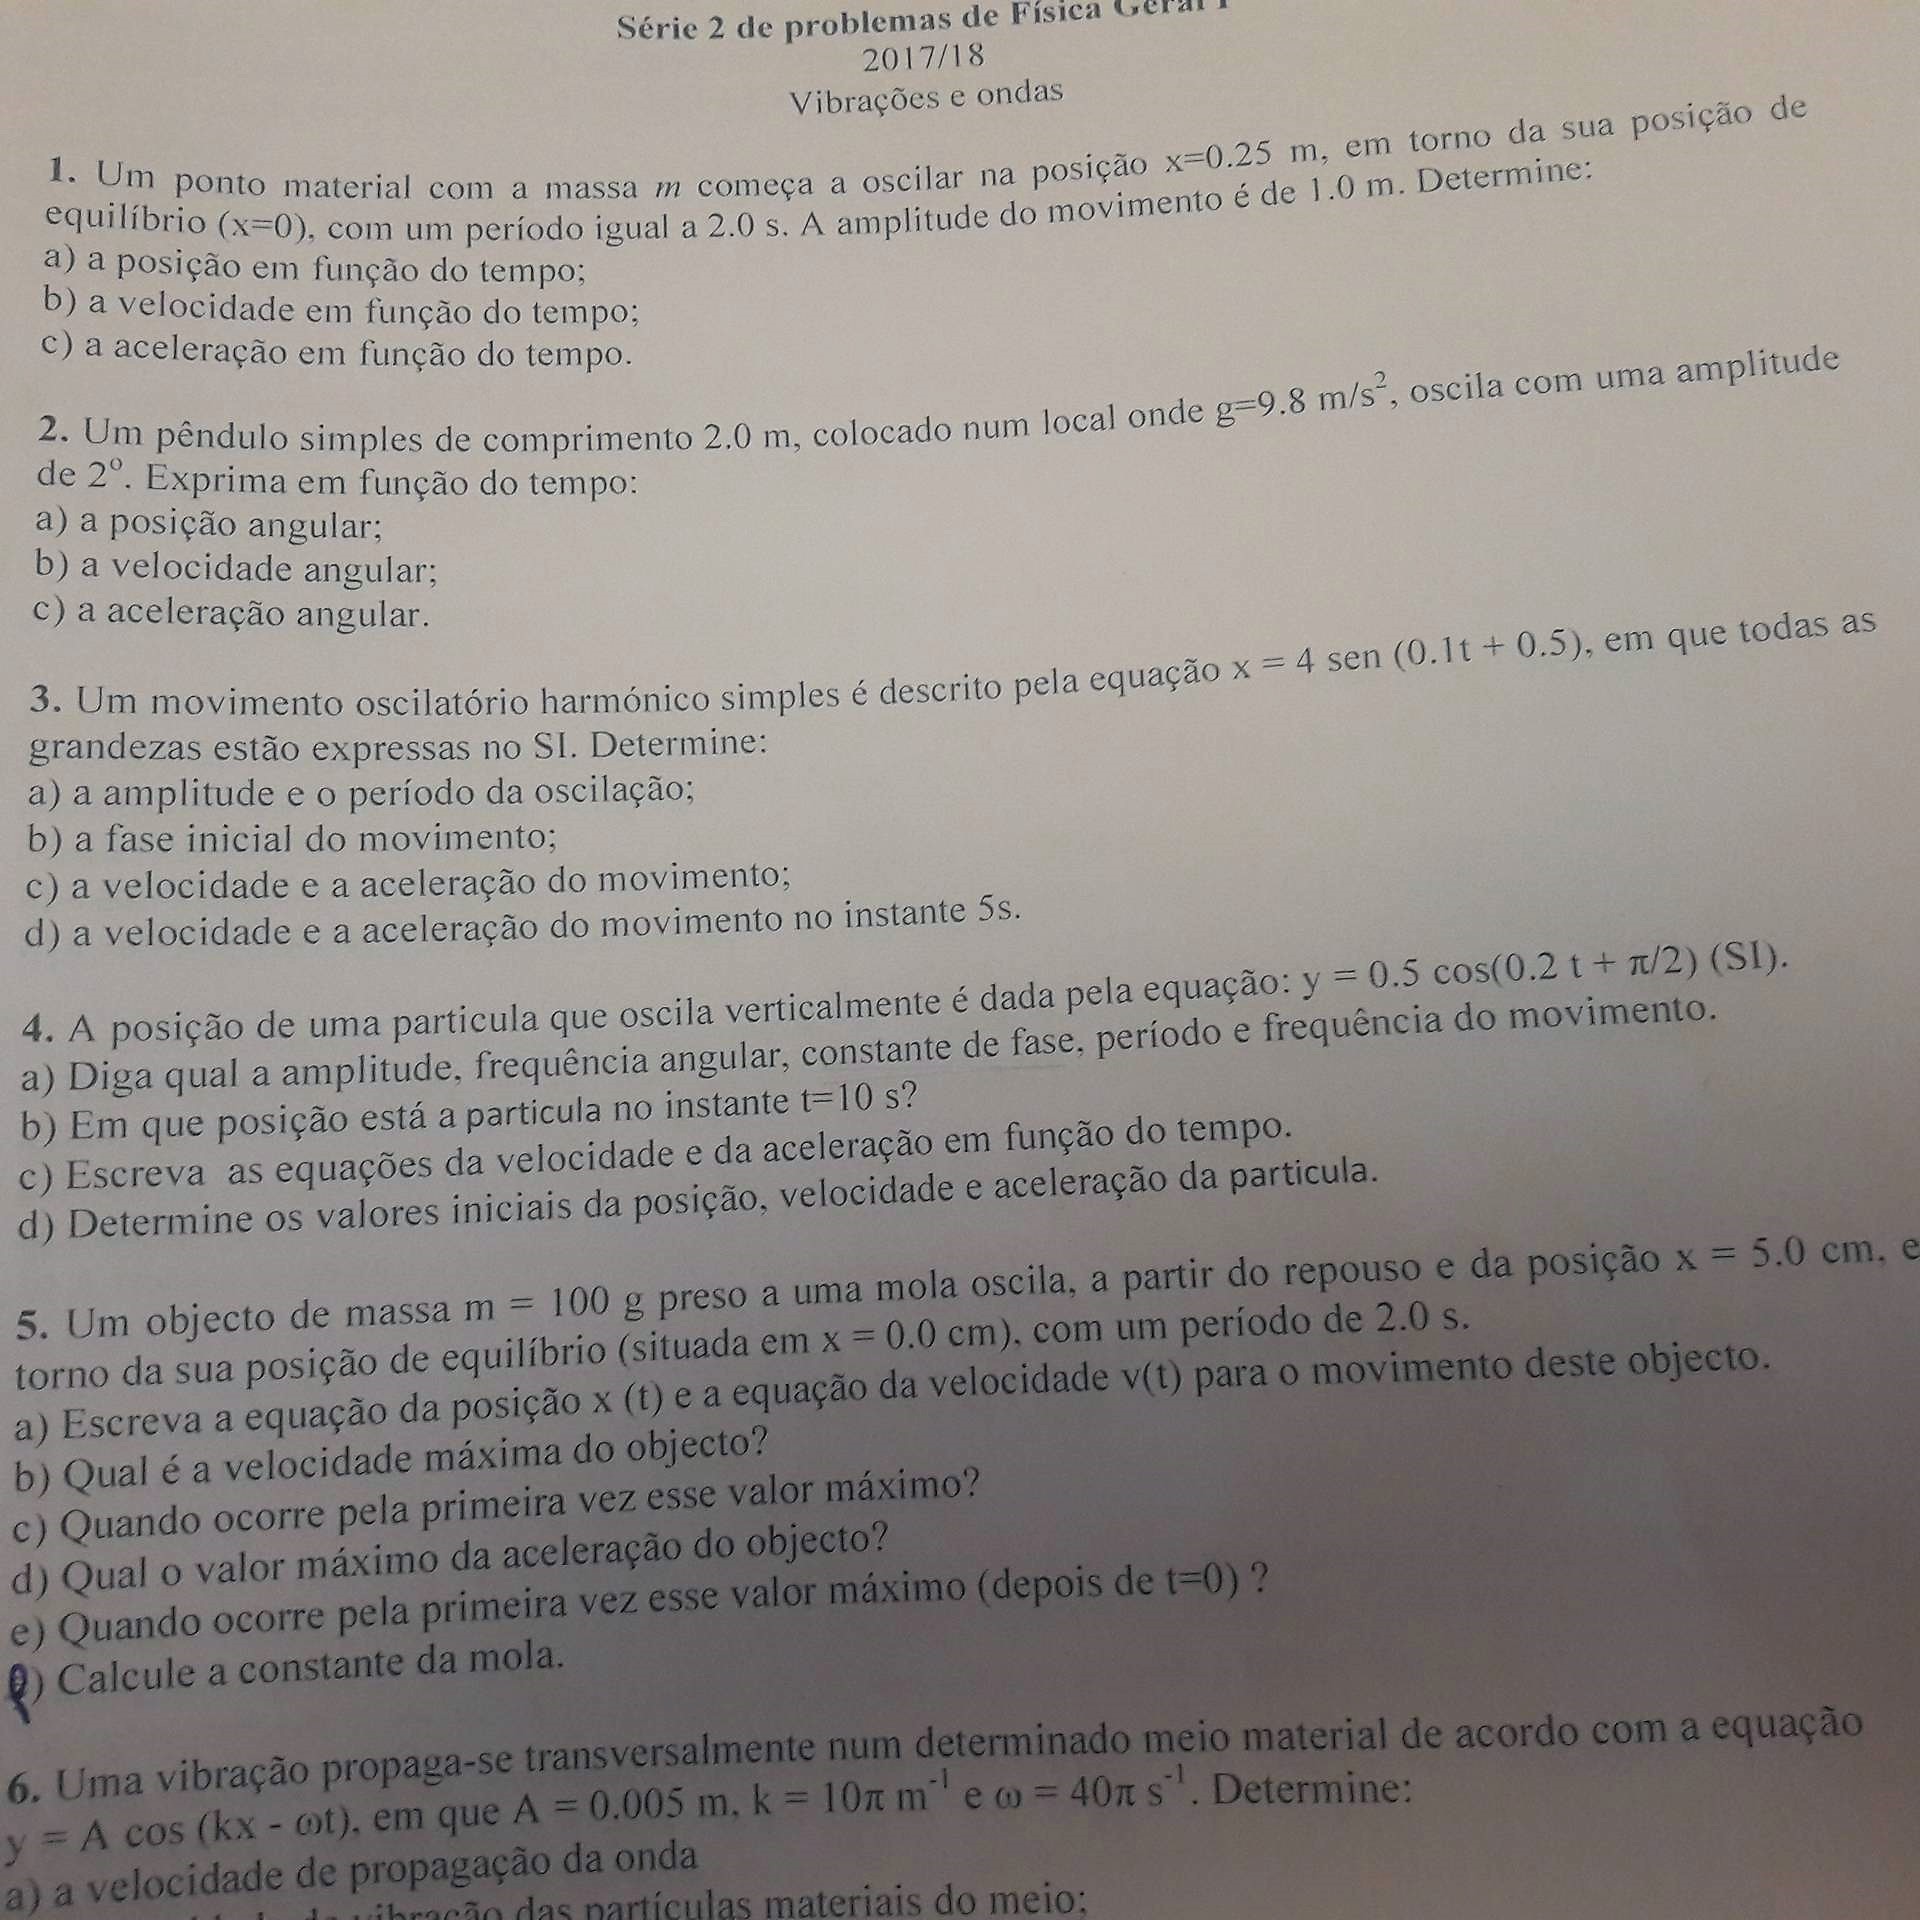 Série 2 de problemas de Física Geral I
2017/18
Vibrações e ondas
1. Um ponto material com a massa m começa a oscilar na posição x=0.25 m, em torno da sua posição de
equilíbrio (x=0), com um período igual a 2.0 s. A amplitude do movimento é de 1.0 m. Determine:
a) a posição em função do tempo;
b) a velocidade em função do tempo;
c) a aceleração em função do tempo.
2. Um pêndulo simples de comprimento 2.0 m, colocado num local onde g=9.8 m/s², oscila com uma amplitude
de 2º. Exprima em função do tempo:
a) a posição angular;
b) a velocidade angular;
c) a aceleração angular.
3. Um movimento oscilatório harmónico simples é descrito pela equação x = 4 sen (0.1t + 0.5), em que todas as
grandezas estão expressas no SI. Determine:
a) a amplitude e o período da oscilação;
b) a fase inicial do movimento;
c) a velocidade e a aceleração do movimento;
d) a velocidade e a aceleração do movimento no instante 5s.
4. A posição de uma particula que oscila verticalmente é dada pela equação: y = 0.5 cos(0.2 t + π/2) (SI).
a) Diga qual a amplitude, frequência angular, constante de fase, período e frequência do movimento.
b) Em que posição está a particula no instante t=10 s?
c) Escreva as equações da velocidade e da aceleração em função do tempo.
d) Determine os valores iniciais da posição, velocidade e aceleração da particula.
5. Um objecto de massa m = 100 g preso a uma mola oscila, a partir do repouso e da posição x = 5.0 cm, e
torno da sua posição de equilíbrio (situada em x = 0.0 cm), com um período de 2.0 s.
a) Escreva a equação da posição x (t) e a equação da velocidade v(t) para o movimento deste objecto.
b) Qual é a velocidade máxima do objecto?
c) Quando ocorre pela primeira vez esse valor máximo?
d) Qual o valor máximo da aceleração do objecto?
e) Quando ocorre pela primeira vez esse valor máximo (depois de t=0) ?
) Calcule a constante da mola.
6. Uma vibração propaga-se transversalmente num determinado meio material de acordo com a equação
y = A cos (kx - ωt), em que A = 0.005 m, k = 10π m⁻¹ e ω = 40π s⁻¹. Determine:
a) a velocidade de propagação da onda
vibração das partículas materiais do meio;